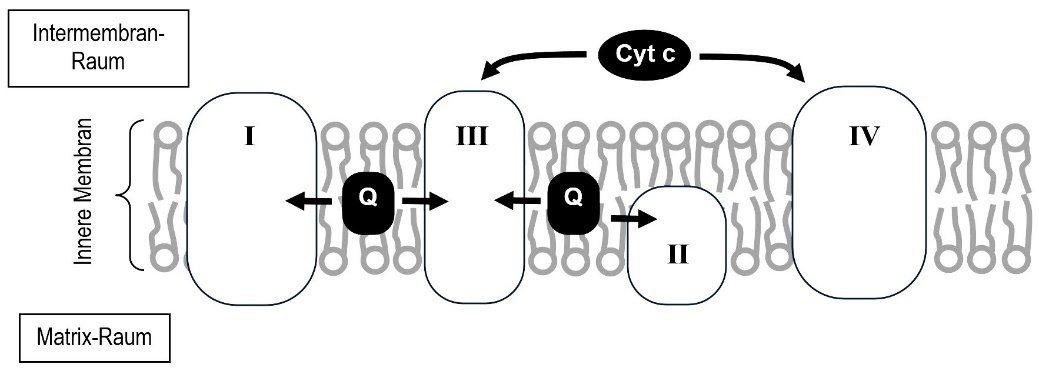 Intermembran-
Raum
Cyt c
I
III
IV
Innere Membran
Q
Q
II
Matrix-Raum